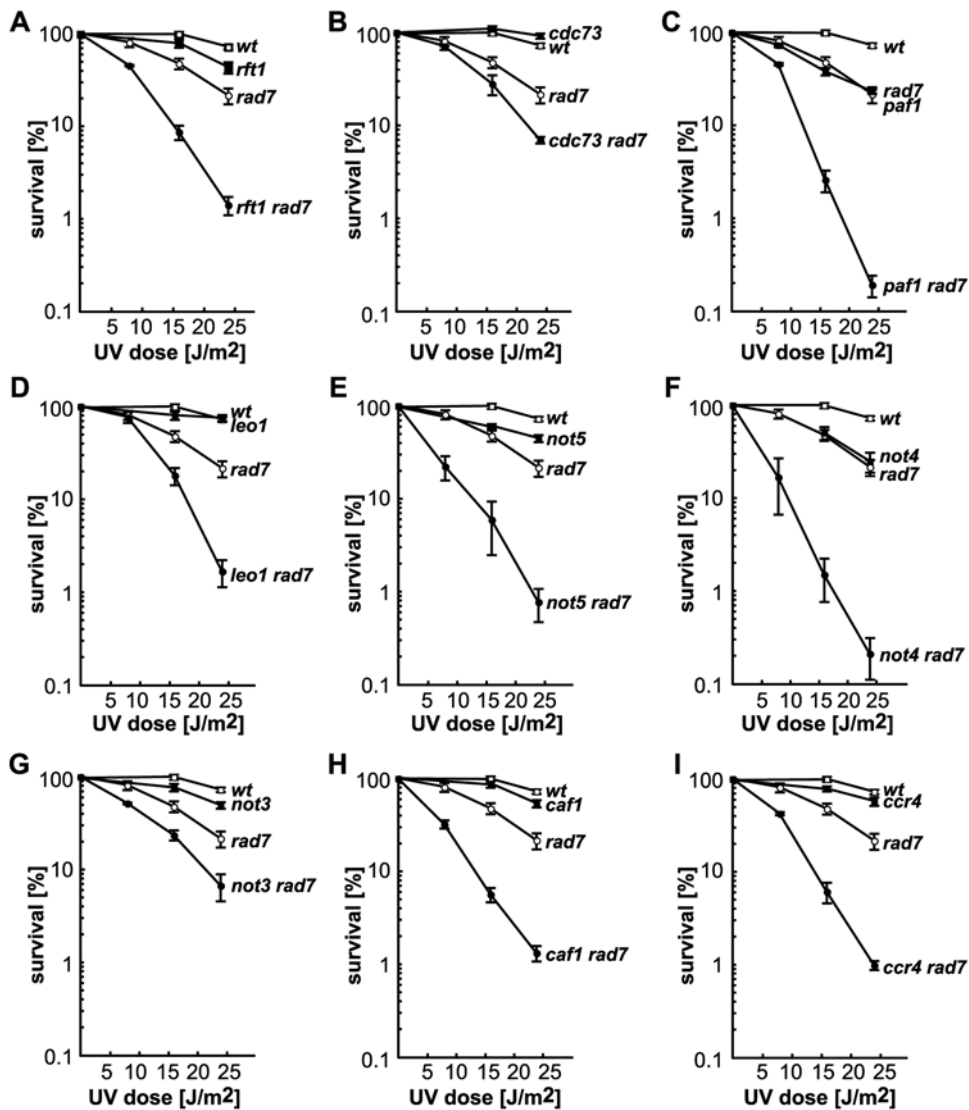 A
survival [%]
100
10
1
0.1
wt
rft1
rad7
rft1 rad7
5 10 15 20 25
UV dose [J/m2]
B
survival [%]
100
10
1
0.1
cdc73
wt
rad7
cdc73 rad7
5 10 15 20 25
UV dose [J/m2]
C
survival [%]
100
10
1
0.1
wt
rad7
paf1
paf1 rad7
5 10 15 20 25
UV dose [J/m2]
D
survival [%]
100
10
1
0.1
wt
leo1
rad7
leo1 rad7
5 10 15 20 25
UV dose [J/m2]
E
survival [%]
100
10
1
0.1
wt
not5
rad7
not5 rad7
5 10 15 20 25
UV dose [J/m2]
F
survival [%]
100
10
1
0.1
wt
not4
rad7
not4 rad7
5 10 15 20 25
UV dose [J/m2]
G
survival [%]
100
10
1
0.1
wt
not3
rad7
not3 rad7
5 10 15 20 25
UV dose [J/m2]
H
survival [%]
100
10
1
0.1
wt
caf1
rad7
caf1 rad7
5 10 15 20 25
UV dose [J/m2]
I
survival [%]
100
10
1
0.1
wt
ccr4
rad7
ccr4 rad7
5 10 15 20 25
UV dose [J/m2]